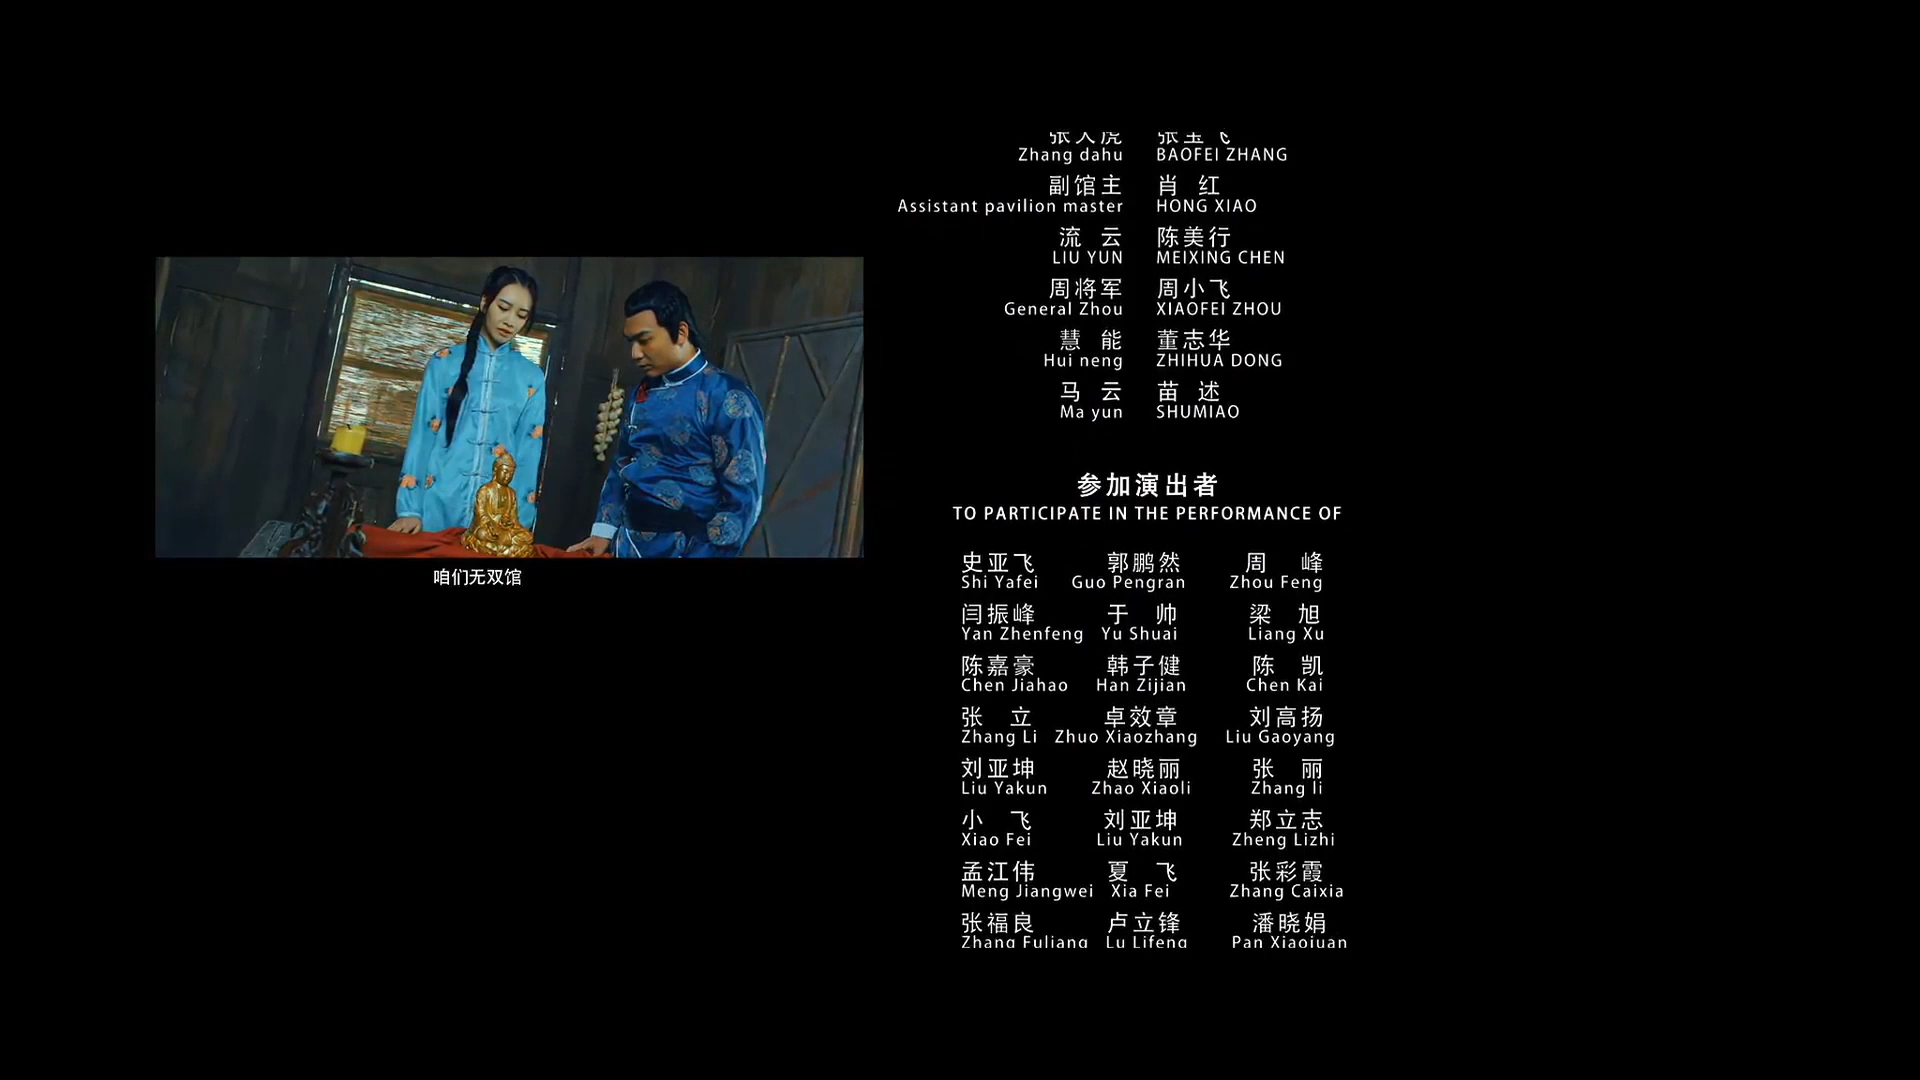 张大虎 张宝飞
Zhang dahu BAOFEI ZHANG
副馆主 肖 红
Assistant pavilion master HONG XIAO
流 云 陈美行
LIU YUN MEIXING CHEN
周将军 周小飞
General Zhou XIAOFEI ZHOU
慧 能 董志华
Hui neng ZHIHUA DONG
马 云 苗 述
Ma yun SHUMIAO
咱们无双馆
参加演出者
TO PARTICIPATE IN THE PERFORMANCE OF
史亚飞 郭鹏然 周 峰
Shi Yafei Guo Pengran Zhou Feng
闫振峰 于 帅 梁 旭
Yan Zhenfeng Yu Shuai Liang Xu
陈嘉豪 韩子健 陈 凯
Chen Jiahao Han Zijian Chen Kai
张 立 卓效章 刘高扬
Zhang Li Zhuo Xiaozhang Liu Gaoyang
刘亚坤 赵晓丽 张 丽
Liu Yakun Zhao Xiaoli Zhang li
小 飞 刘亚坤 郑立志
Xiao Fei Liu Yakun Zheng Lizhi
孟江伟 夏 飞 张彩霞
Meng Jiangwei Xia Fei Zhang Caixia
张福良 卢立锋 潘晓娟
Zhang Fuliang Lu Lifeng Pan Xiaojuan